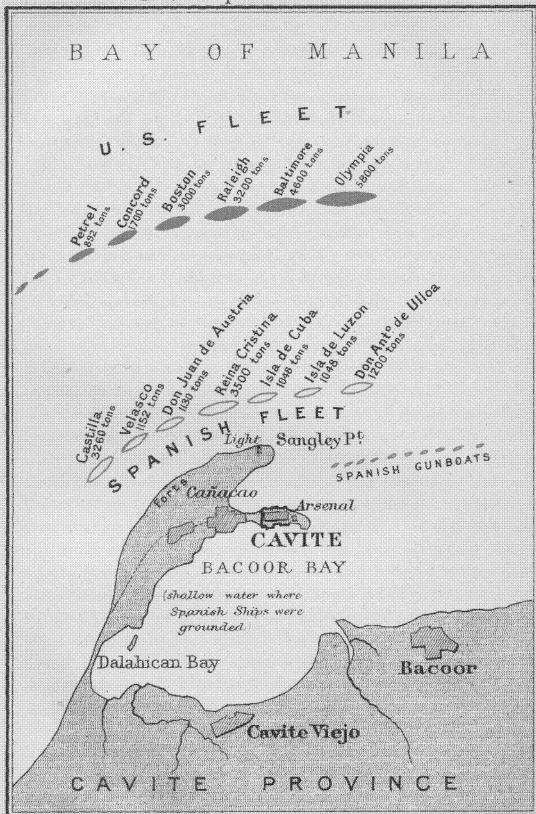 BAY OF MANILA
U. S. FLEET
Petrel
892 tons
Concord
1700 tons
Boston
3000 tons
Raleigh
3200 tons
Baltimore
4600 tons
Olympia
5800 tons
Castilla
3260 tons
Velasco
1152 tons
Don Juan de Austria
1130 tons
Reina Cristina
3500 tons
Isla de Cuba
1048 tons
Isla de Luzon
1048 tons
Don Anto de Ulloa
1200 tons
SPANISH FLEET
Light
Sangley Pt.
SPANISH GUNBOATS
Forts
Cañacao
Arsenal
CAVITE
BACOOR BAY
(shallow water where
Spanish Ships were
grounded)
Dalahican Bay
Bacoor
Cavite Viejo
CAVITE PROVINCE